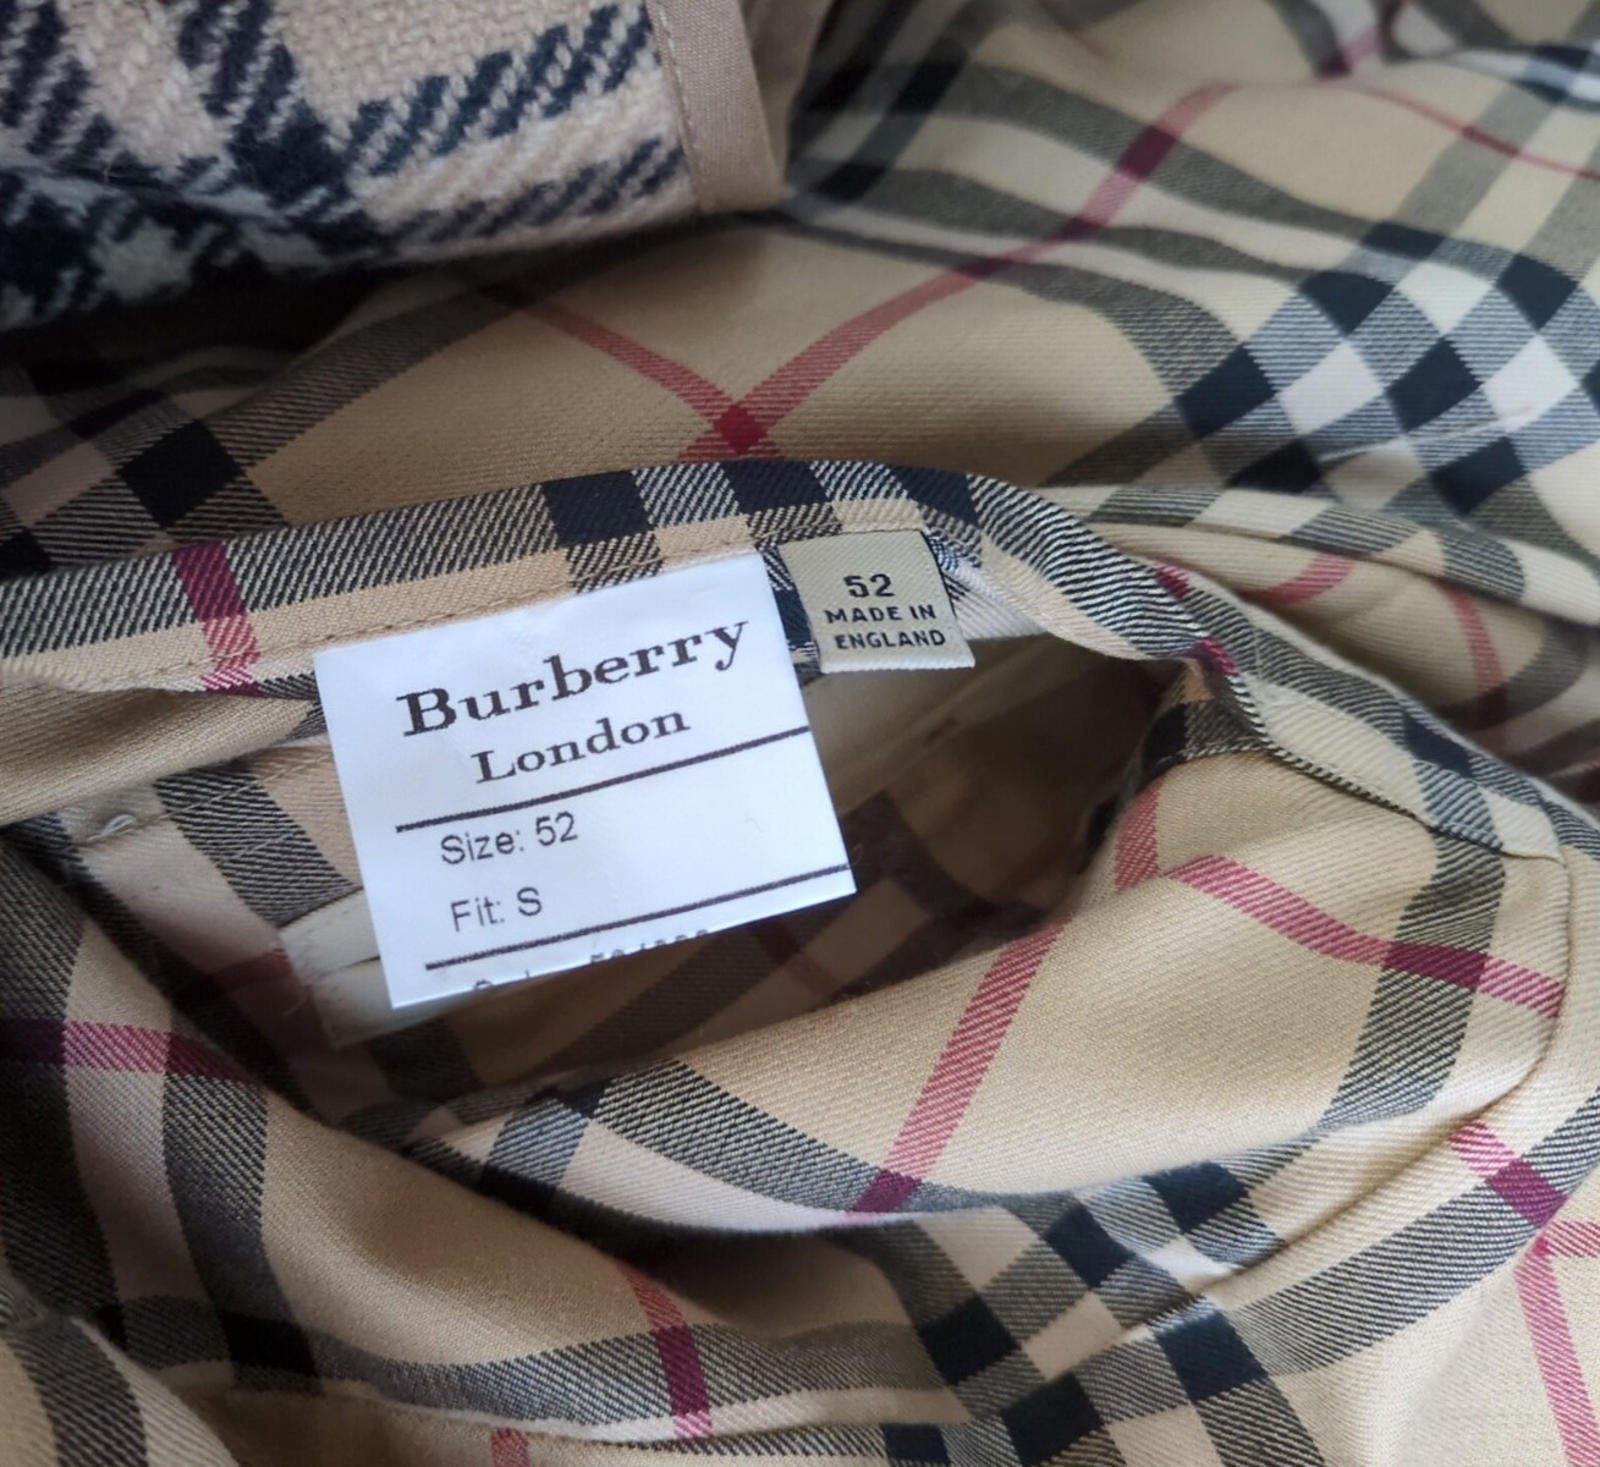 52
MADE IN
ENGLAND
Burberry
London
Size: 52
Fit: S